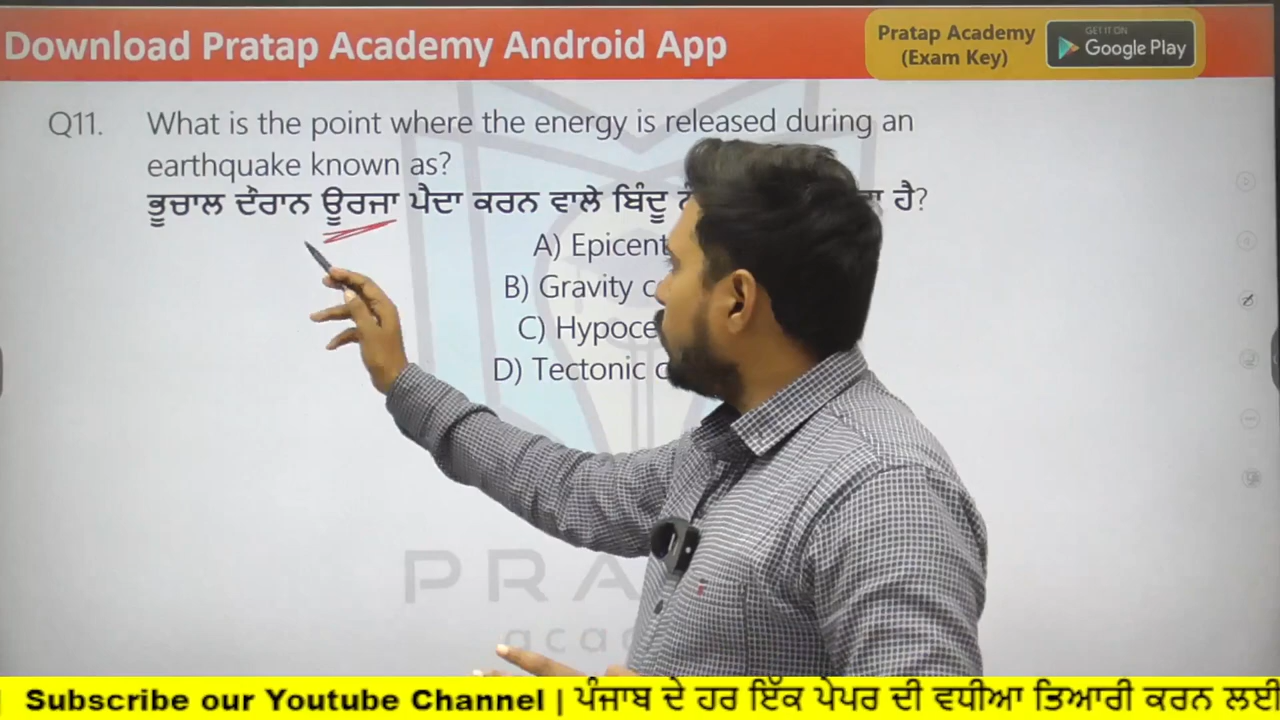 Download Pratap Academy Android App
Pratap Academy
(Exam Key)
GET IT ON
Google Play
Q11. What is the point where the energy is released during an
earthquake known as?
ਭੂਚਾਲ ਦੌਰਾਨ ਊਰਜਾ ਪੈਦਾ ਕਰਨ ਵਾਲੇ ਬਿੰਦੂ ਹੈ?
A) Epicent
B) Gravity c
C) Hypoce
D) Tectonic c
PRA
aca
Subscribe our Youtube Channel | ਪੰਜਾਬ ਦੇ ਹਰ ਇੱਕ ਪੇਪਰ ਦੀ ਵਧੀਆ ਤਿਆਰੀ ਕਰਨ ਲਈ